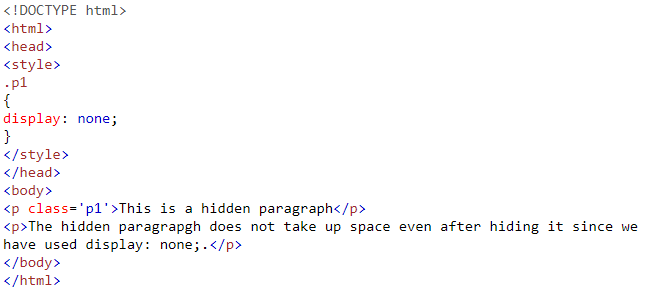 <!DOCTYPE html>
<html>
<head>
<style>
.p1
{
display: none;
}
</style>
</head>
<body>
<p class='p1'>This is a hidden paragraph</p>
<p>The hidden paragrapgh does not take up space even after hiding it since we
have used display: none;.</p>
</body>
</html>